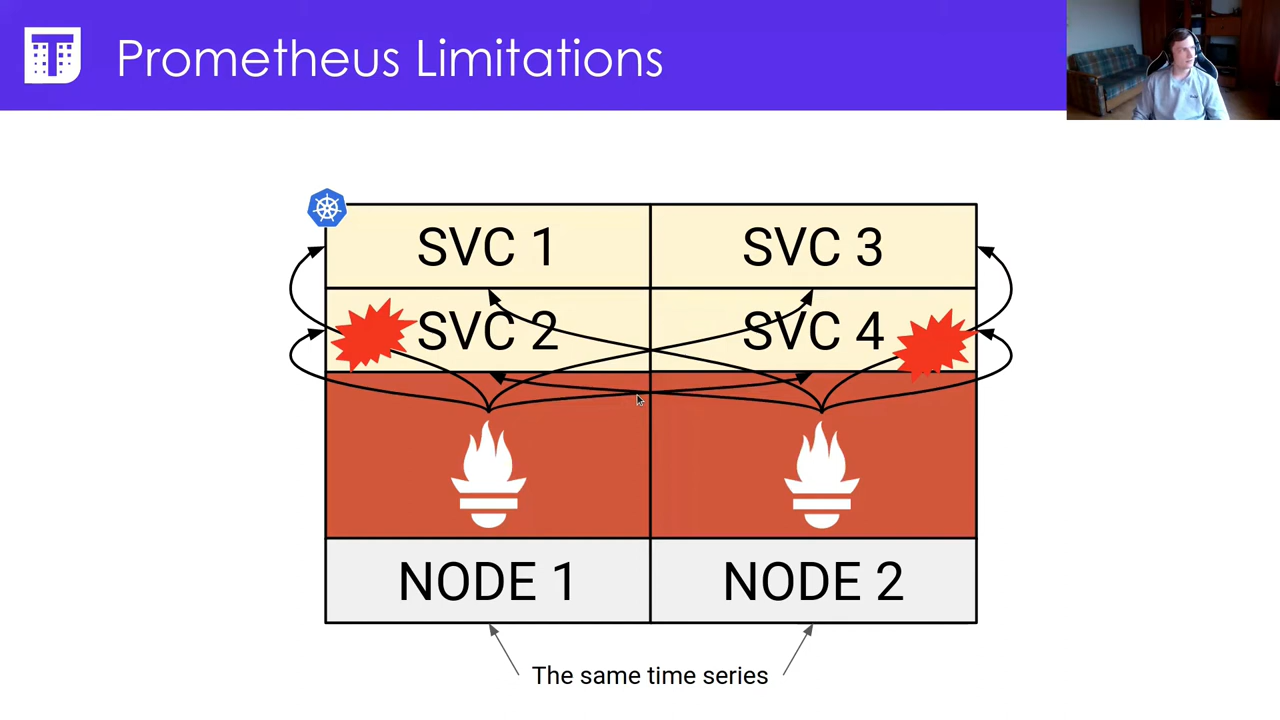 Prometheus Limitations
SVC 1
SVC 3
SVC 2
SVC 4
NODE 1
NODE 2
The same time series